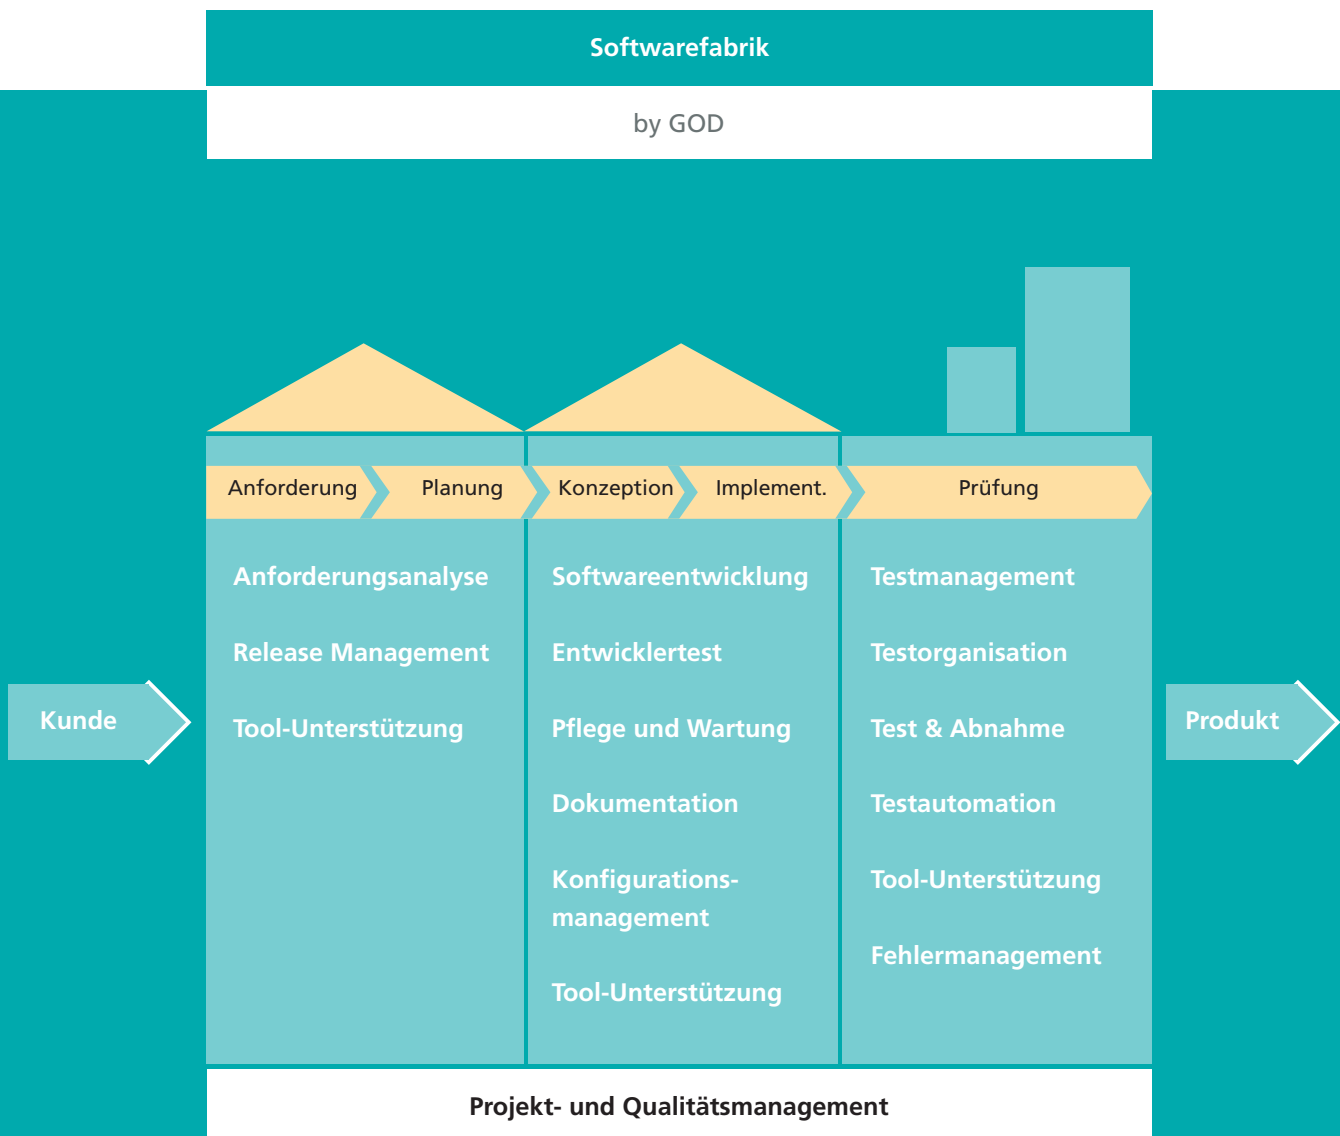 Softwarefabrik
by GOD
Anforderung
Planung
Konzeption
Implement.
Prüfung
Kunde
Anforderungsanalyse
Release Management
Tool-Unterstützung
Softwareentwicklung
Entwicklertest
Pflege und Wartung
Dokumentation
Konfigurations-
management
Tool-Unterstützung
Testmanagement
Testorganisation
Test & Abnahme
Testautomation
Tool-Unterstützung
Fehlermanagement
Produkt
Projekt- und Qualitätsmanagement